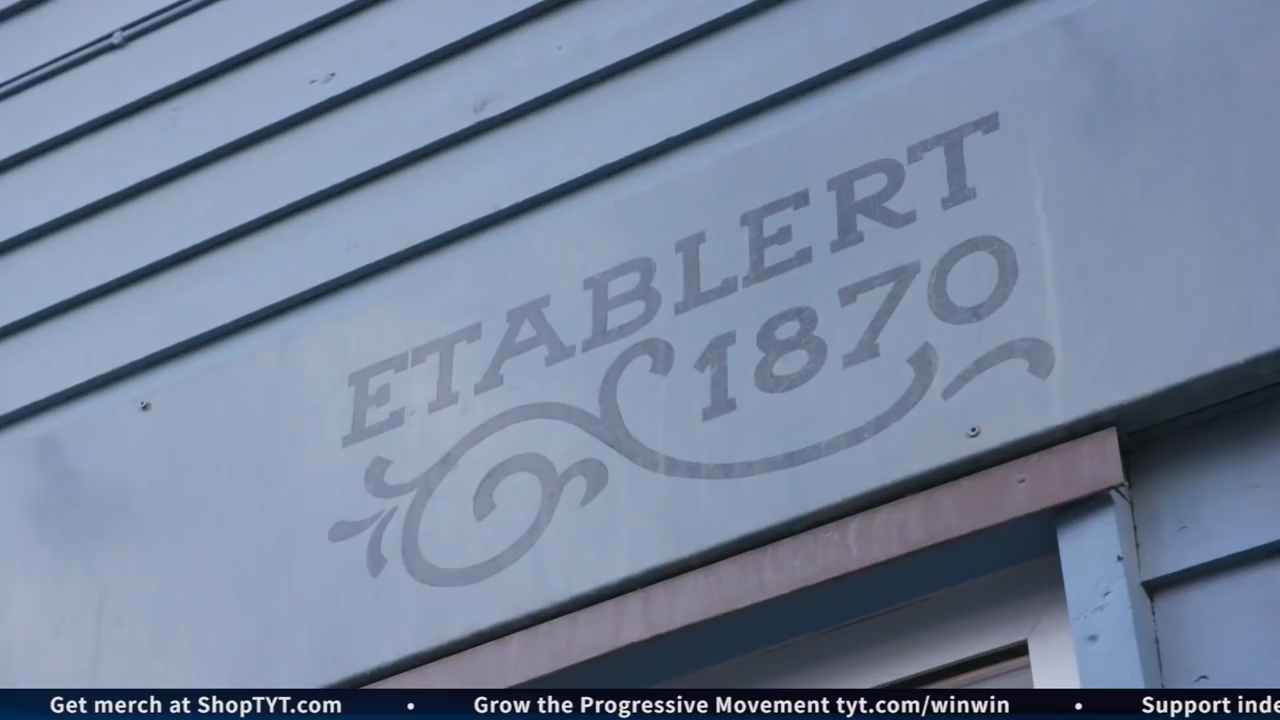 ETABLERT
1870
Get merch at ShopTYT.com • Grow the Progressive Movement tyt.com/winwin • Support inde